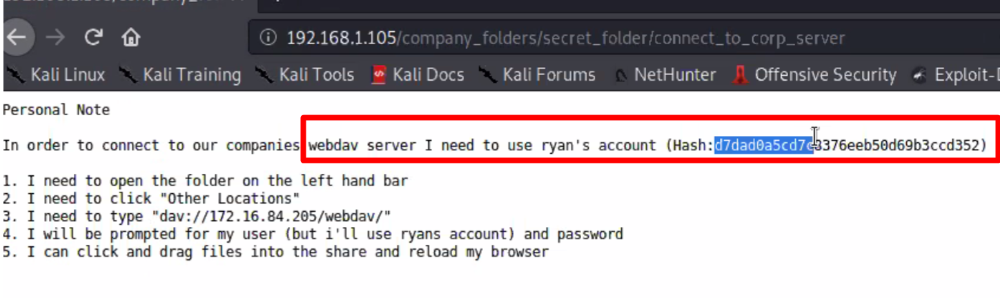 192.168.1.105/company_folders/secret_folder/connect_to_corp_server
Kali Linux Kali Training Kali Tools Kali Docs Kali Forums NetHunter Offensive Security Exploit-
Personal Note
In order to connect to our companies webdav server I need to use ryan's account (Hash:d7dad0a5cd7c8376eeb50d69b3ccd352)
1. I need to open the folder on the left hand bar
2. I need to click "Other Locations"
3. I need to type "dav://172.16.84.205/webdav/"
4. I will be prompted for my user (but i'll use ryans account) and password
5. I can click and drag files into the share and reload my browser